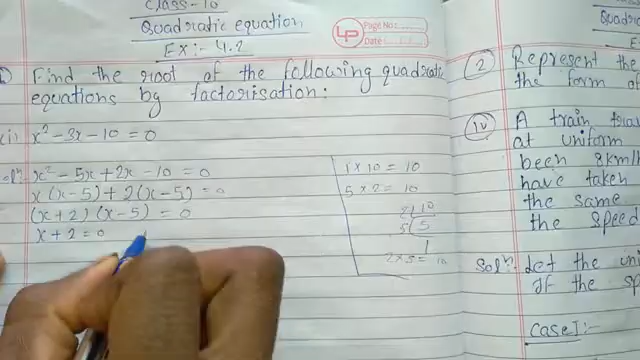 Class-10
Quadratic equation
Ex:- 4.2
LP
Page No:
Date
Find the root of the following quadratic
equations by factorisation:
(i) x² - 3x - 10 = 0
Solⁿ: x² - 5x + 2x - 10 = 0
x(x-5) + 2(x-5) = 0
(x+2) (x-5) = 0
x + 2 = 0
1 × 10 = 10
5 × 2 = 10
2|10
5|5
1
2×5 = 10
Quadra
(2) Represent the
the form of
(iv) A train trav
at uniform
been 8km/h
have taken
the same
the speed
Solⁿ:- Let the uni
If the sp
Case I:-